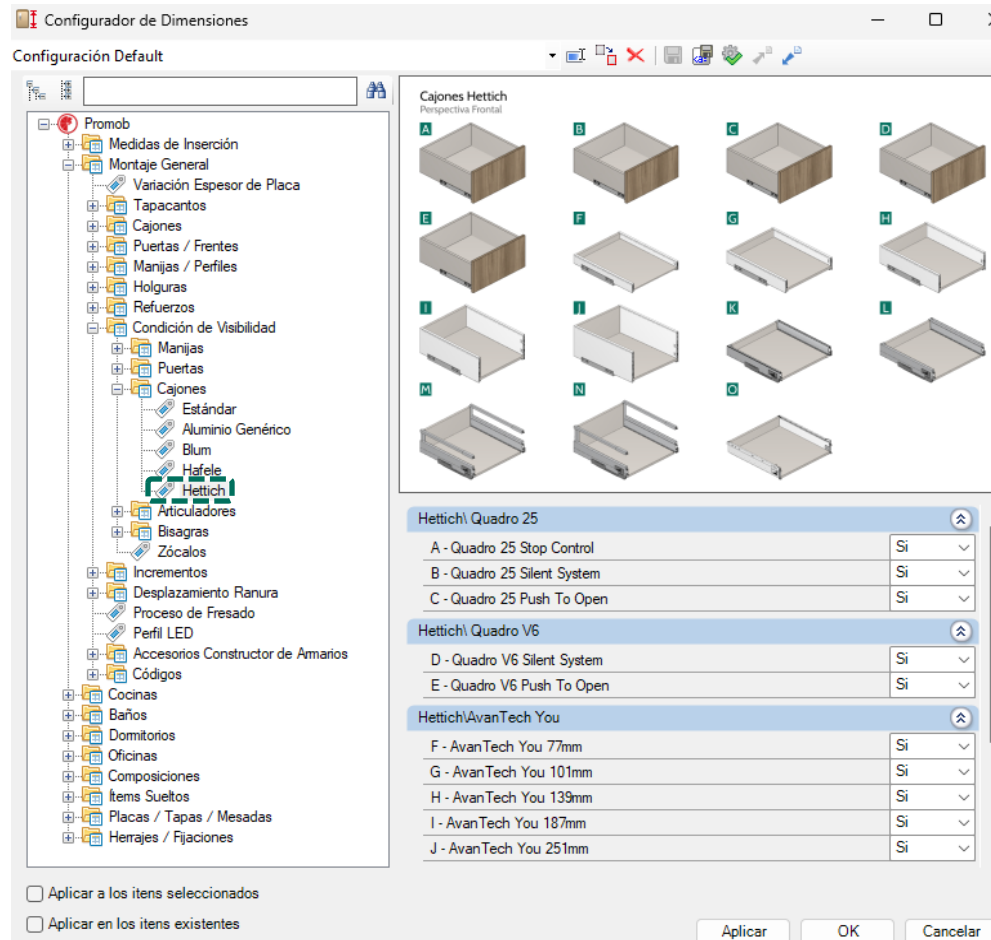 Configurador de Dimensiones
Configuración Default
Promob
Medidas de Inserción
Montaje General
Variación Espesor de Placa
Tapacantos
Cajones
Puertas / Frentes
Manijas / Perfiles
Holguras
Refuerzos
Condición de Visibilidad
Manijas
Puertas
Cajones
Estándar
Aluminio Genérico
Blum
Hafele
Hettich
Articuladores
Bisagras
Zócalos
Incrementos
Desplazamiento Ranura
Proceso de Fresado
Perfil LED
Accesorios Constructor de Armarios
Códigos
Cocinas
Baños
Dormitorios
Oficinas
Composiciones
Ítems Sueltos
Placas / Tapas / Mesadas
Herrajes / Fijaciones
Cajones Hettich
Perspectiva Frontal
A B C D
E F G H
I J K L
M N O
Hettich\ Quadro 25
A - Quadro 25 Stop Control Si
B - Quadro 25 Silent System Si
C - Quadro 25 Push To Open Si
Hettich\ Quadro V6
D - Quadro V6 Silent System Si
E - Quadro V6 Push To Open Si
Hettich\AvanTech You
F - AvanTech You 77mm Si
G - AvanTech You 101mm Si
H - AvanTech You 139mm Si
I - AvanTech You 187mm Si
J - AvanTech You 251mm Si
Aplicar a los itens seleccionados
Aplicar en los itens existentes
Aplicar OK Cancelar